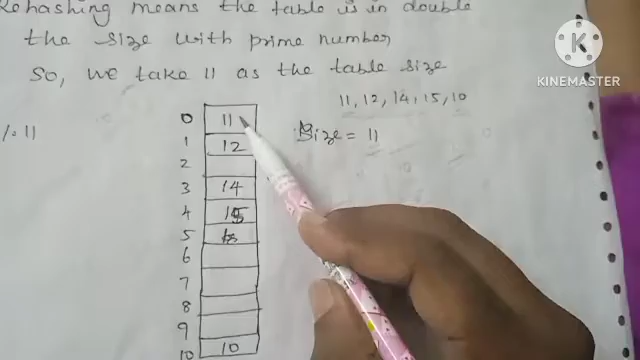 Rehashing means the table is in double
the size with prime number
So, we take 11 as the table size
11, 12, 14, 15, 10
% 11
Size = 11
0 11
1 12
2
3 14
4 15
5
6
7
8
9
10 10
KINEMASTER